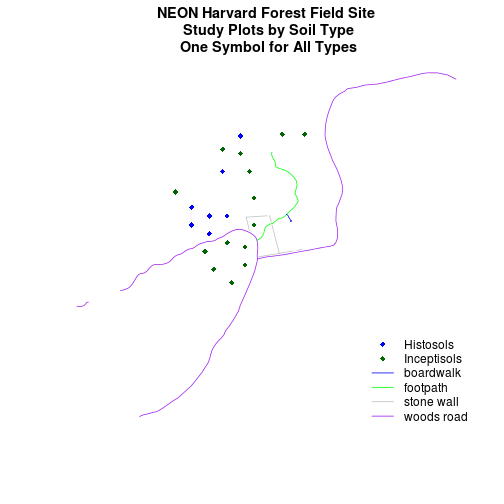 NEON Harvard Forest Field Site
Study Plots by Soil Type
One Symbol for All Types
Histosols
Inceptisols
boardwalk
footpath
stone wall
woods road